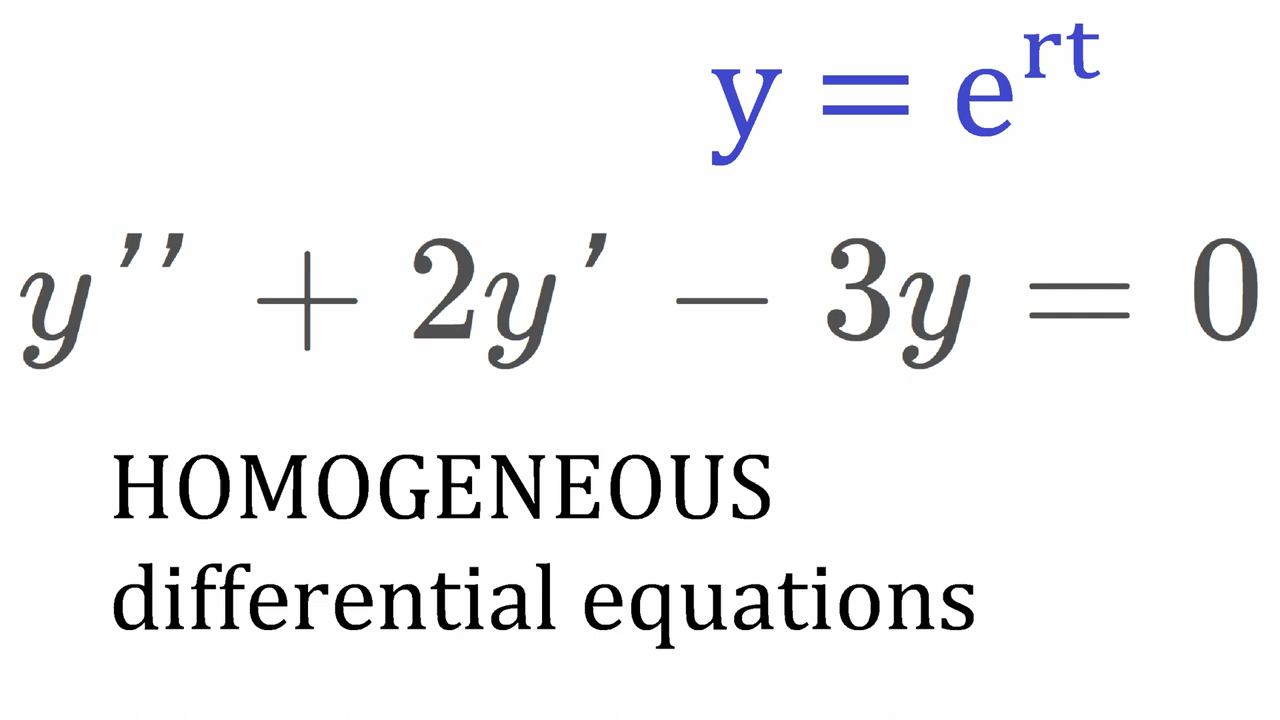 y = e^{rt}
y'' + 2y' − 3y = 0
HOMOGENEOUS
differential equations